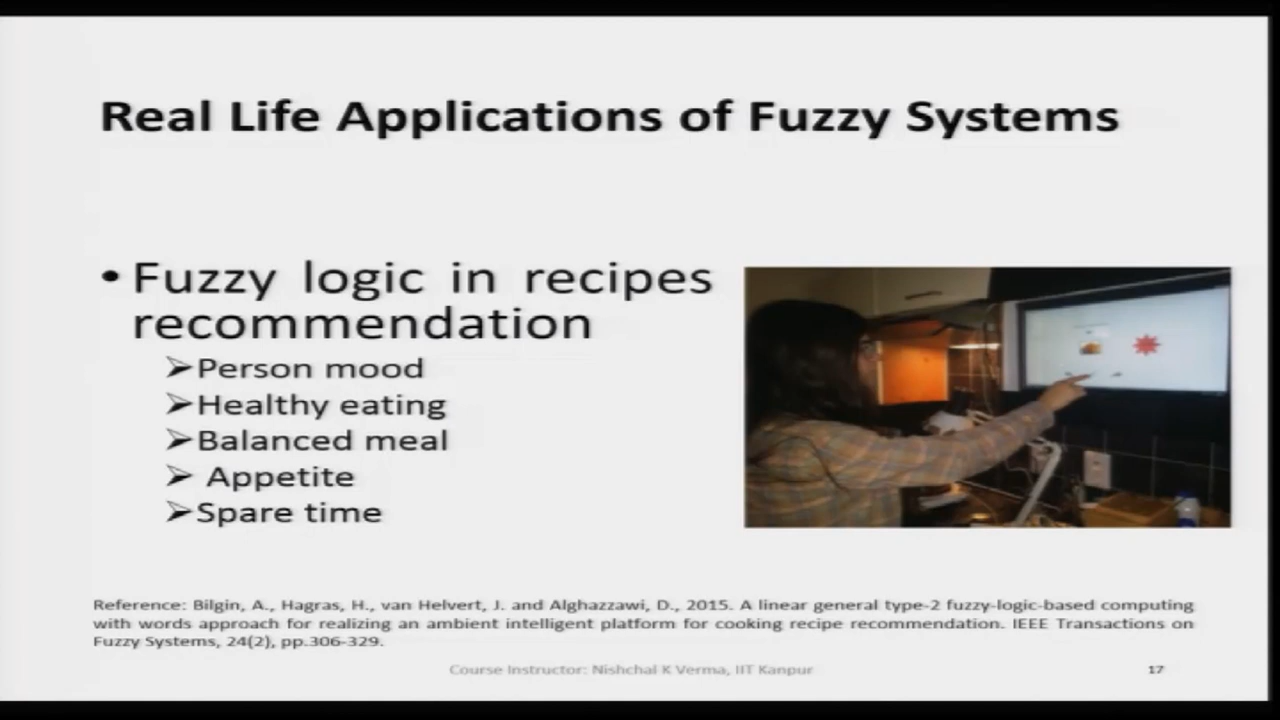 Real Life Applications of Fuzzy Systems
• Fuzzy logic in recipes
recommendation
➢Person mood
➢Healthy eating
➢Balanced meal
➢ Appetite
➢Spare time
Reference: Bilgin, A., Hagras, H., van Helvert, J. and Alghazzawi, D., 2015. A linear general type-2 fuzzy-logic-based computing
with words approach for realizing an ambient intelligent platform for cooking recipe recommendation. IEEE Transactions on
Fuzzy Systems, 24(2), pp.306-329.
Course Instructor: Nishchal K Verma, IIT Kanpur
17